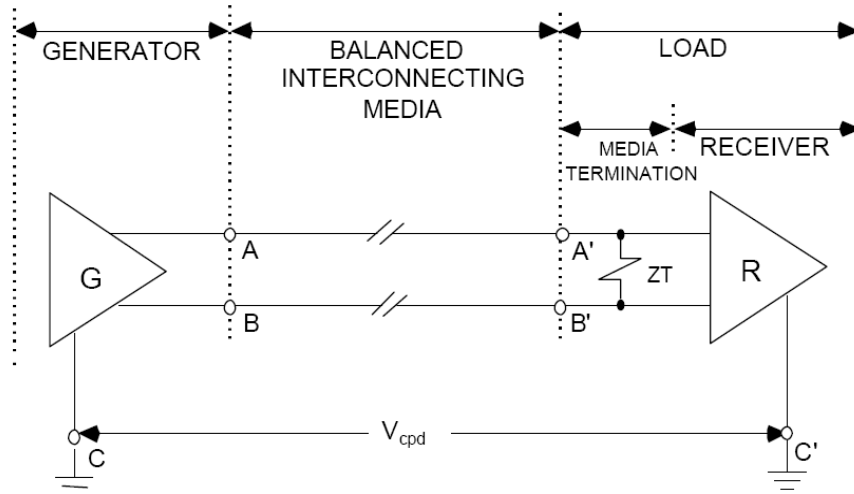 GENERATOR
BALANCED
INTERCONNECTING
MEDIA
LOAD
MEDIA
TERMINATION
RECEIVER
G
A
B
A'
B'
ZT
R
C
Vcpd
C'